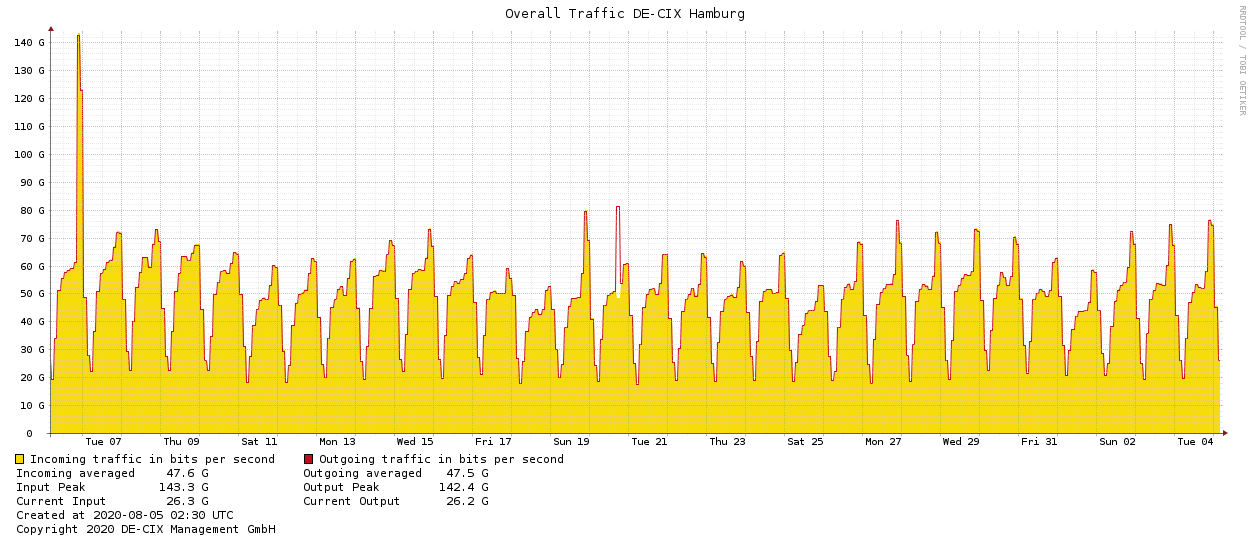 Overall Traffic DE-CIX Hamburg
RRDTOOL / TOBI OETIKER
140 G
130 G
120 G
110 G
100 G
90 G
80 G
70 G
60 G
50 G
40 G
30 G
20 G
10 G
0
Tue 07 Thu 09 Sat 11 Mon 13 Wed 15 Fri 17 Sun 19 Tue 21 Thu 23 Sat 25 Mon 27 Wed 29 Fri 31 Sun 02 Tue 04
Incoming traffic in bits per second Outgoing traffic in bits per second
Incoming averaged 47.6 G Outgoing averaged 47.5 G
Input Peak 143.3 G Output Peak 142.4 G
Current Input 26.3 G Current Output 26.2 G
Created at 2020-08-05 02:30 UTC
Copyright 2020 DE-CIX Management GmbH